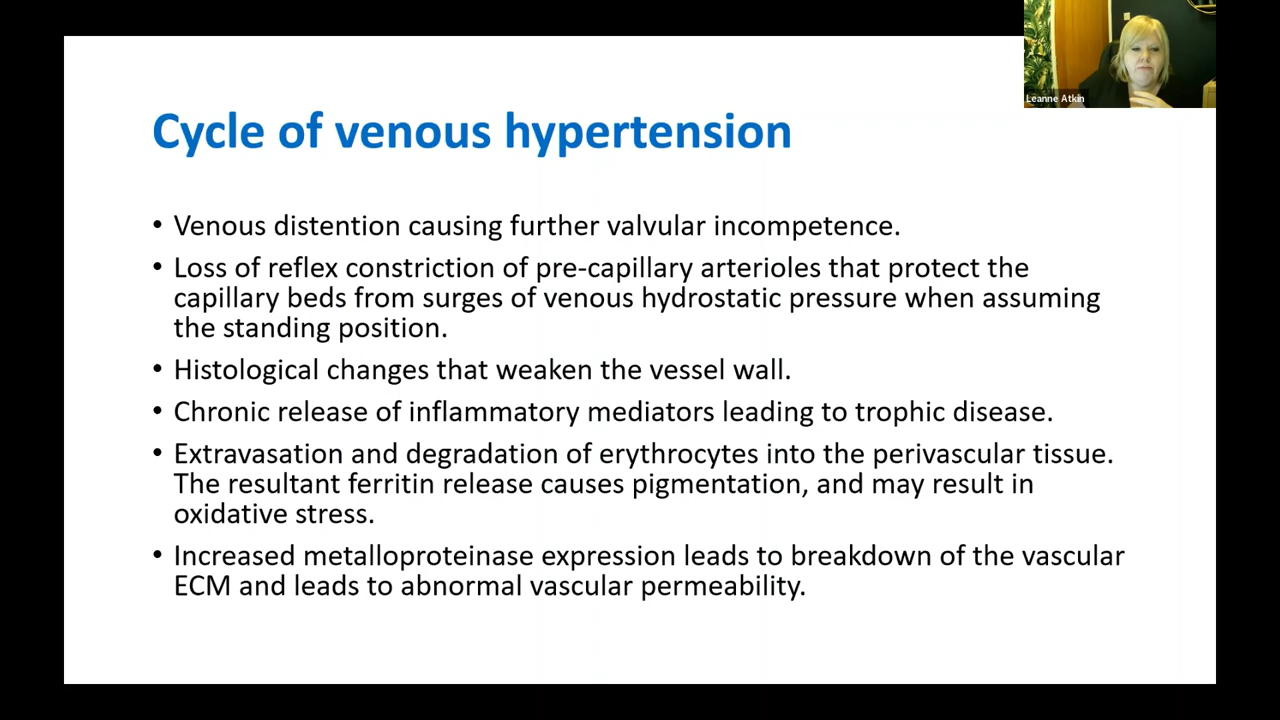 Leanne Atkin
Cycle of venous hypertension
• Venous distention causing further valvular incompetence.
• Loss of reflex constriction of pre-capillary arterioles that protect the
capillary beds from surges of venous hydrostatic pressure when assuming
the standing position.
• Histological changes that weaken the vessel wall.
• Chronic release of inflammatory mediators leading to trophic disease.
• Extravasation and degradation of erythrocytes into the perivascular tissue.
The resultant ferritin release causes pigmentation, and may result in
oxidative stress.
• Increased metalloproteinase expression leads to breakdown of the vascular
ECM and leads to abnormal vascular permeability.